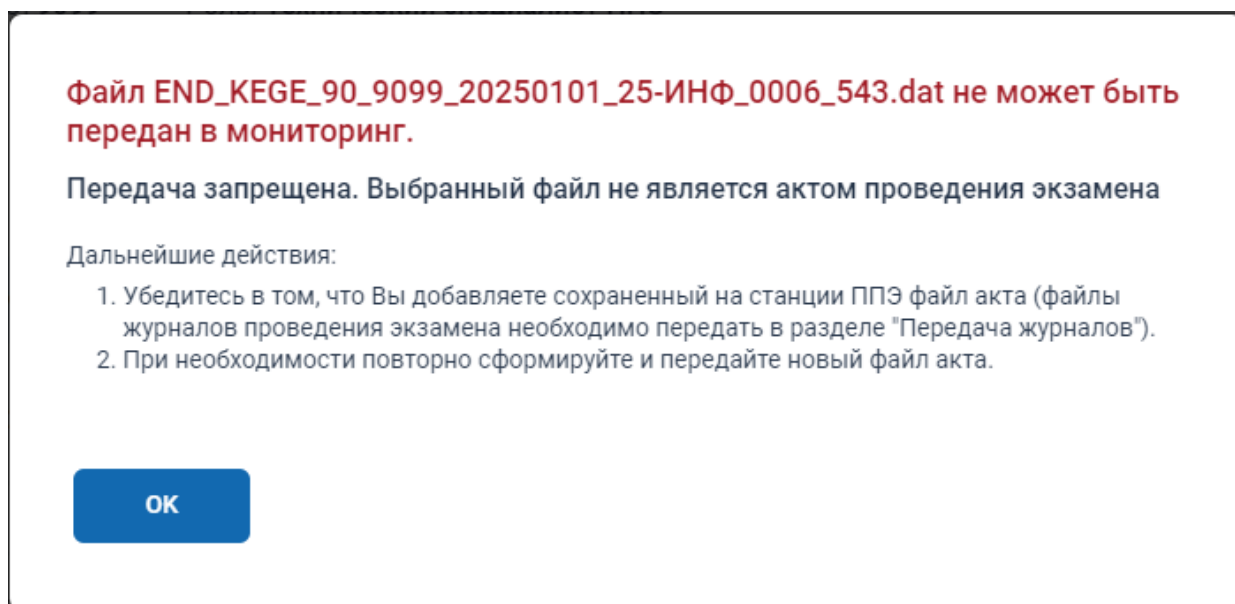 Файл END_KEGE_90_9099_20250101_25-ИНФ_0006_543.dat не может быть
передан в мониторинг.
Передача запрещена. Выбранный файл не является актом проведения экзамена
Дальнейшие действия:
1. Убедитесь в том, что Вы добавляете сохраненный на станции ППЭ файл акта (файлы
журналов проведения экзамена необходимо передать в разделе "Передача журналов").
2. При необходимости повторно сформируйте и передайте новый файл акта.
OK